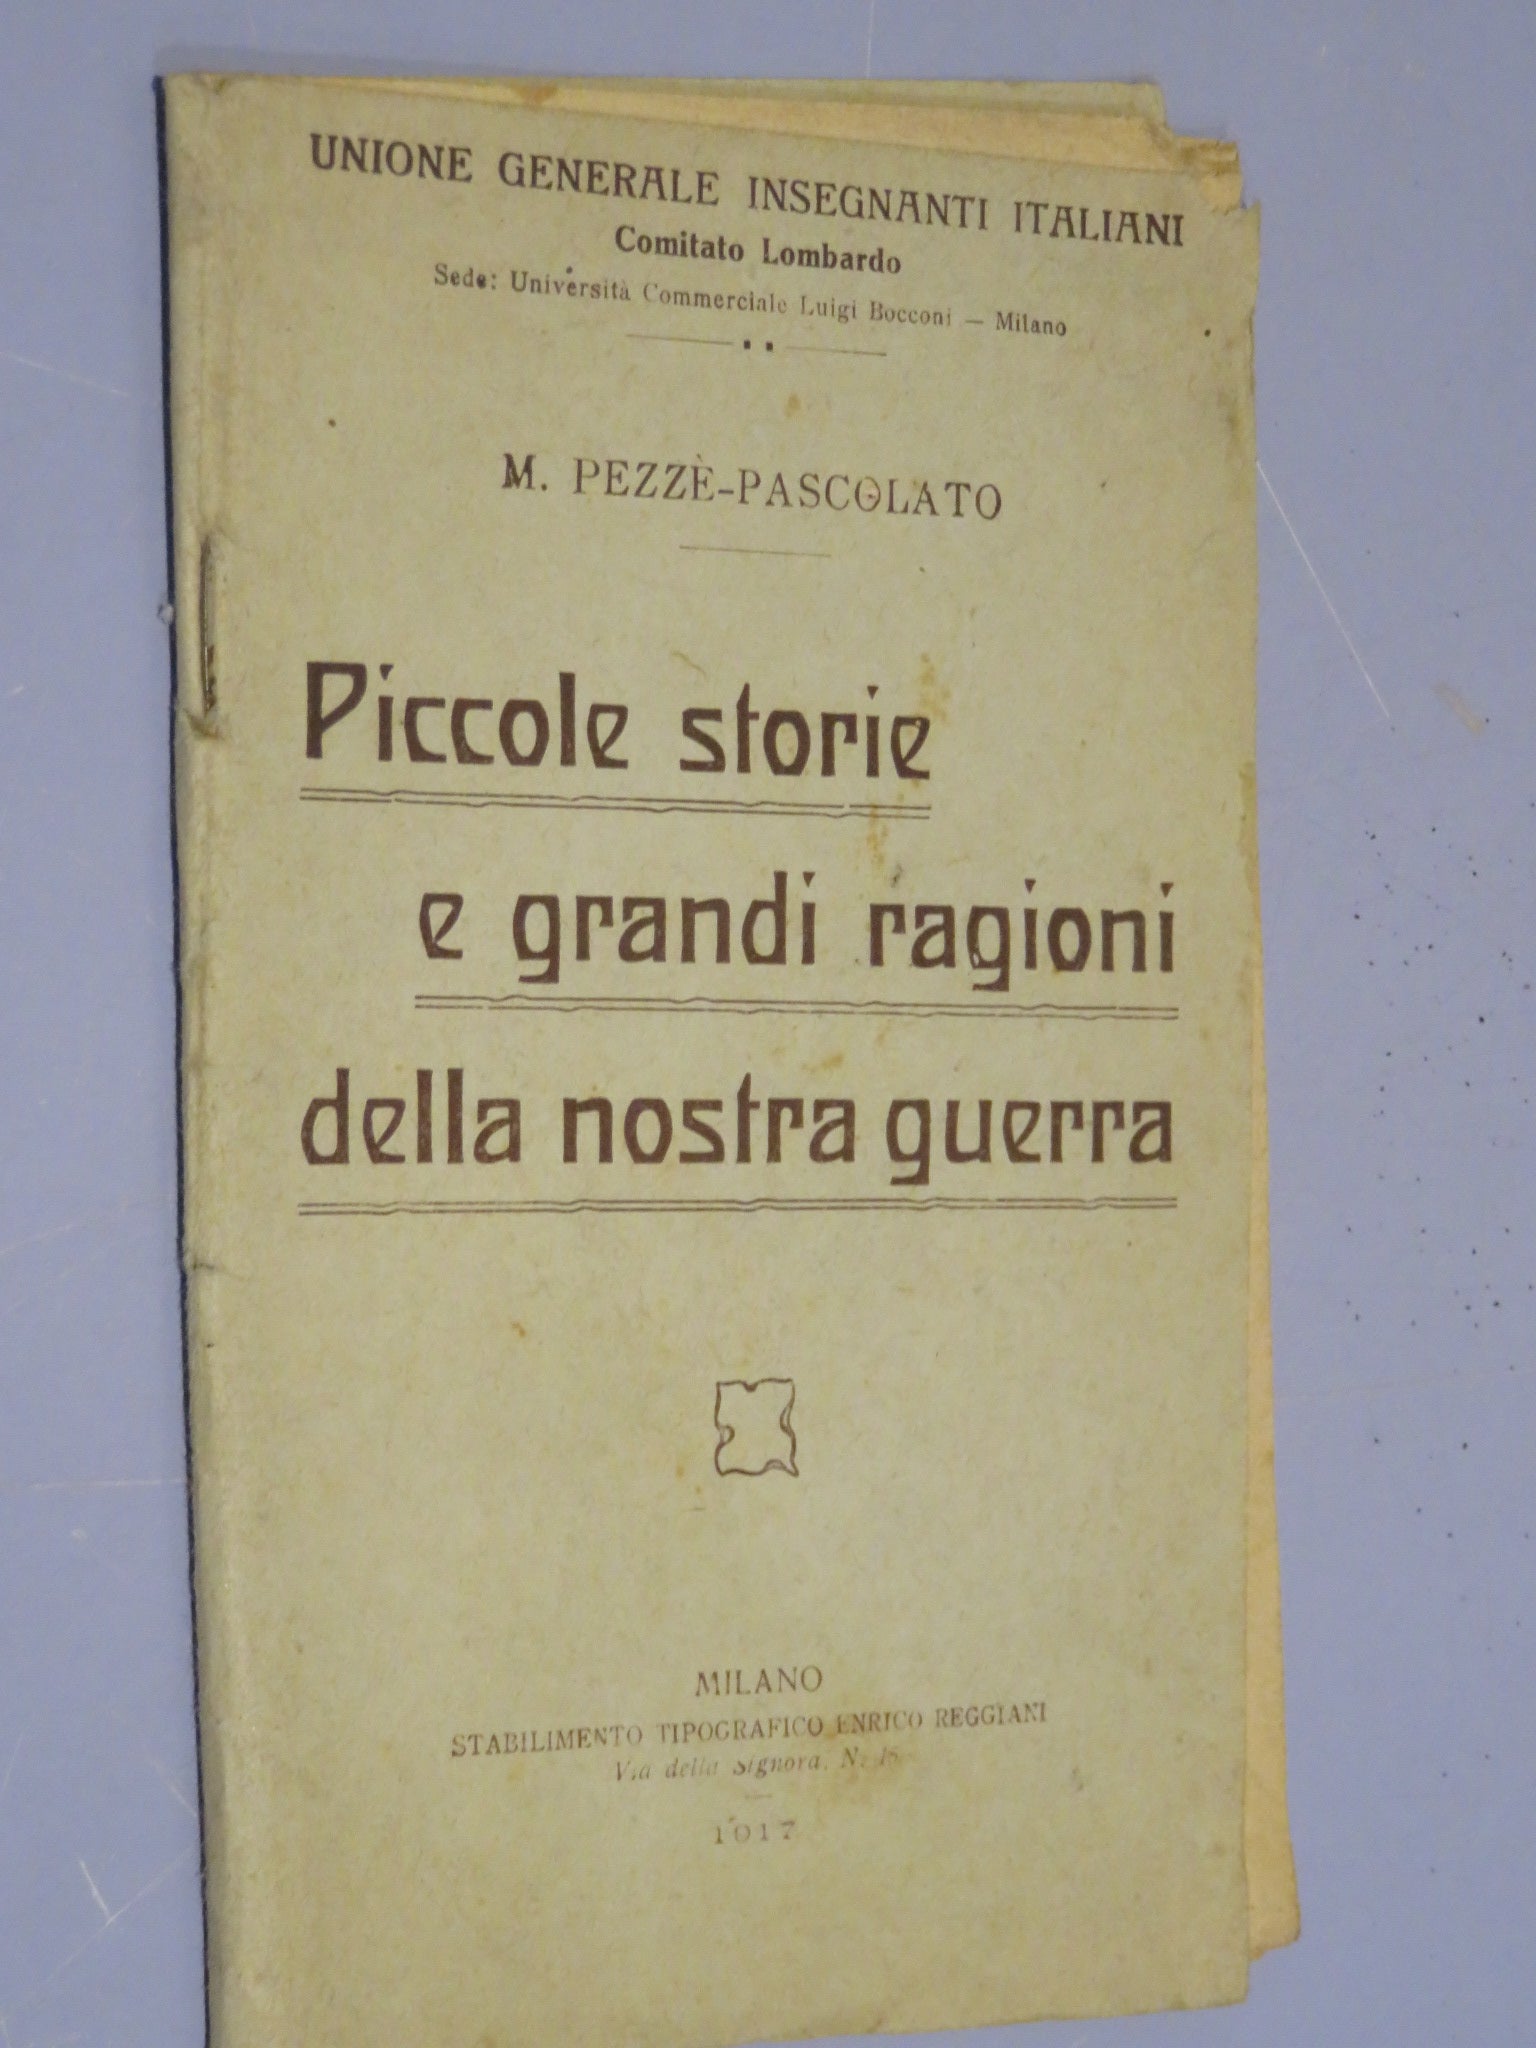 UNIONE GENERALE INSEGNANTI ITALIANI
Comitato Lombardo
Sede: Università Commerciale Luigi Bocconi — Milano
M. PEZZÈ-PASCOLATO
Piccole storie
e grandi ragioni
della nostra guerra
MILANO
STABILIMENTO TIPOGRAFICO ENRICO REGGIANI
Via della Signora, N.
1917